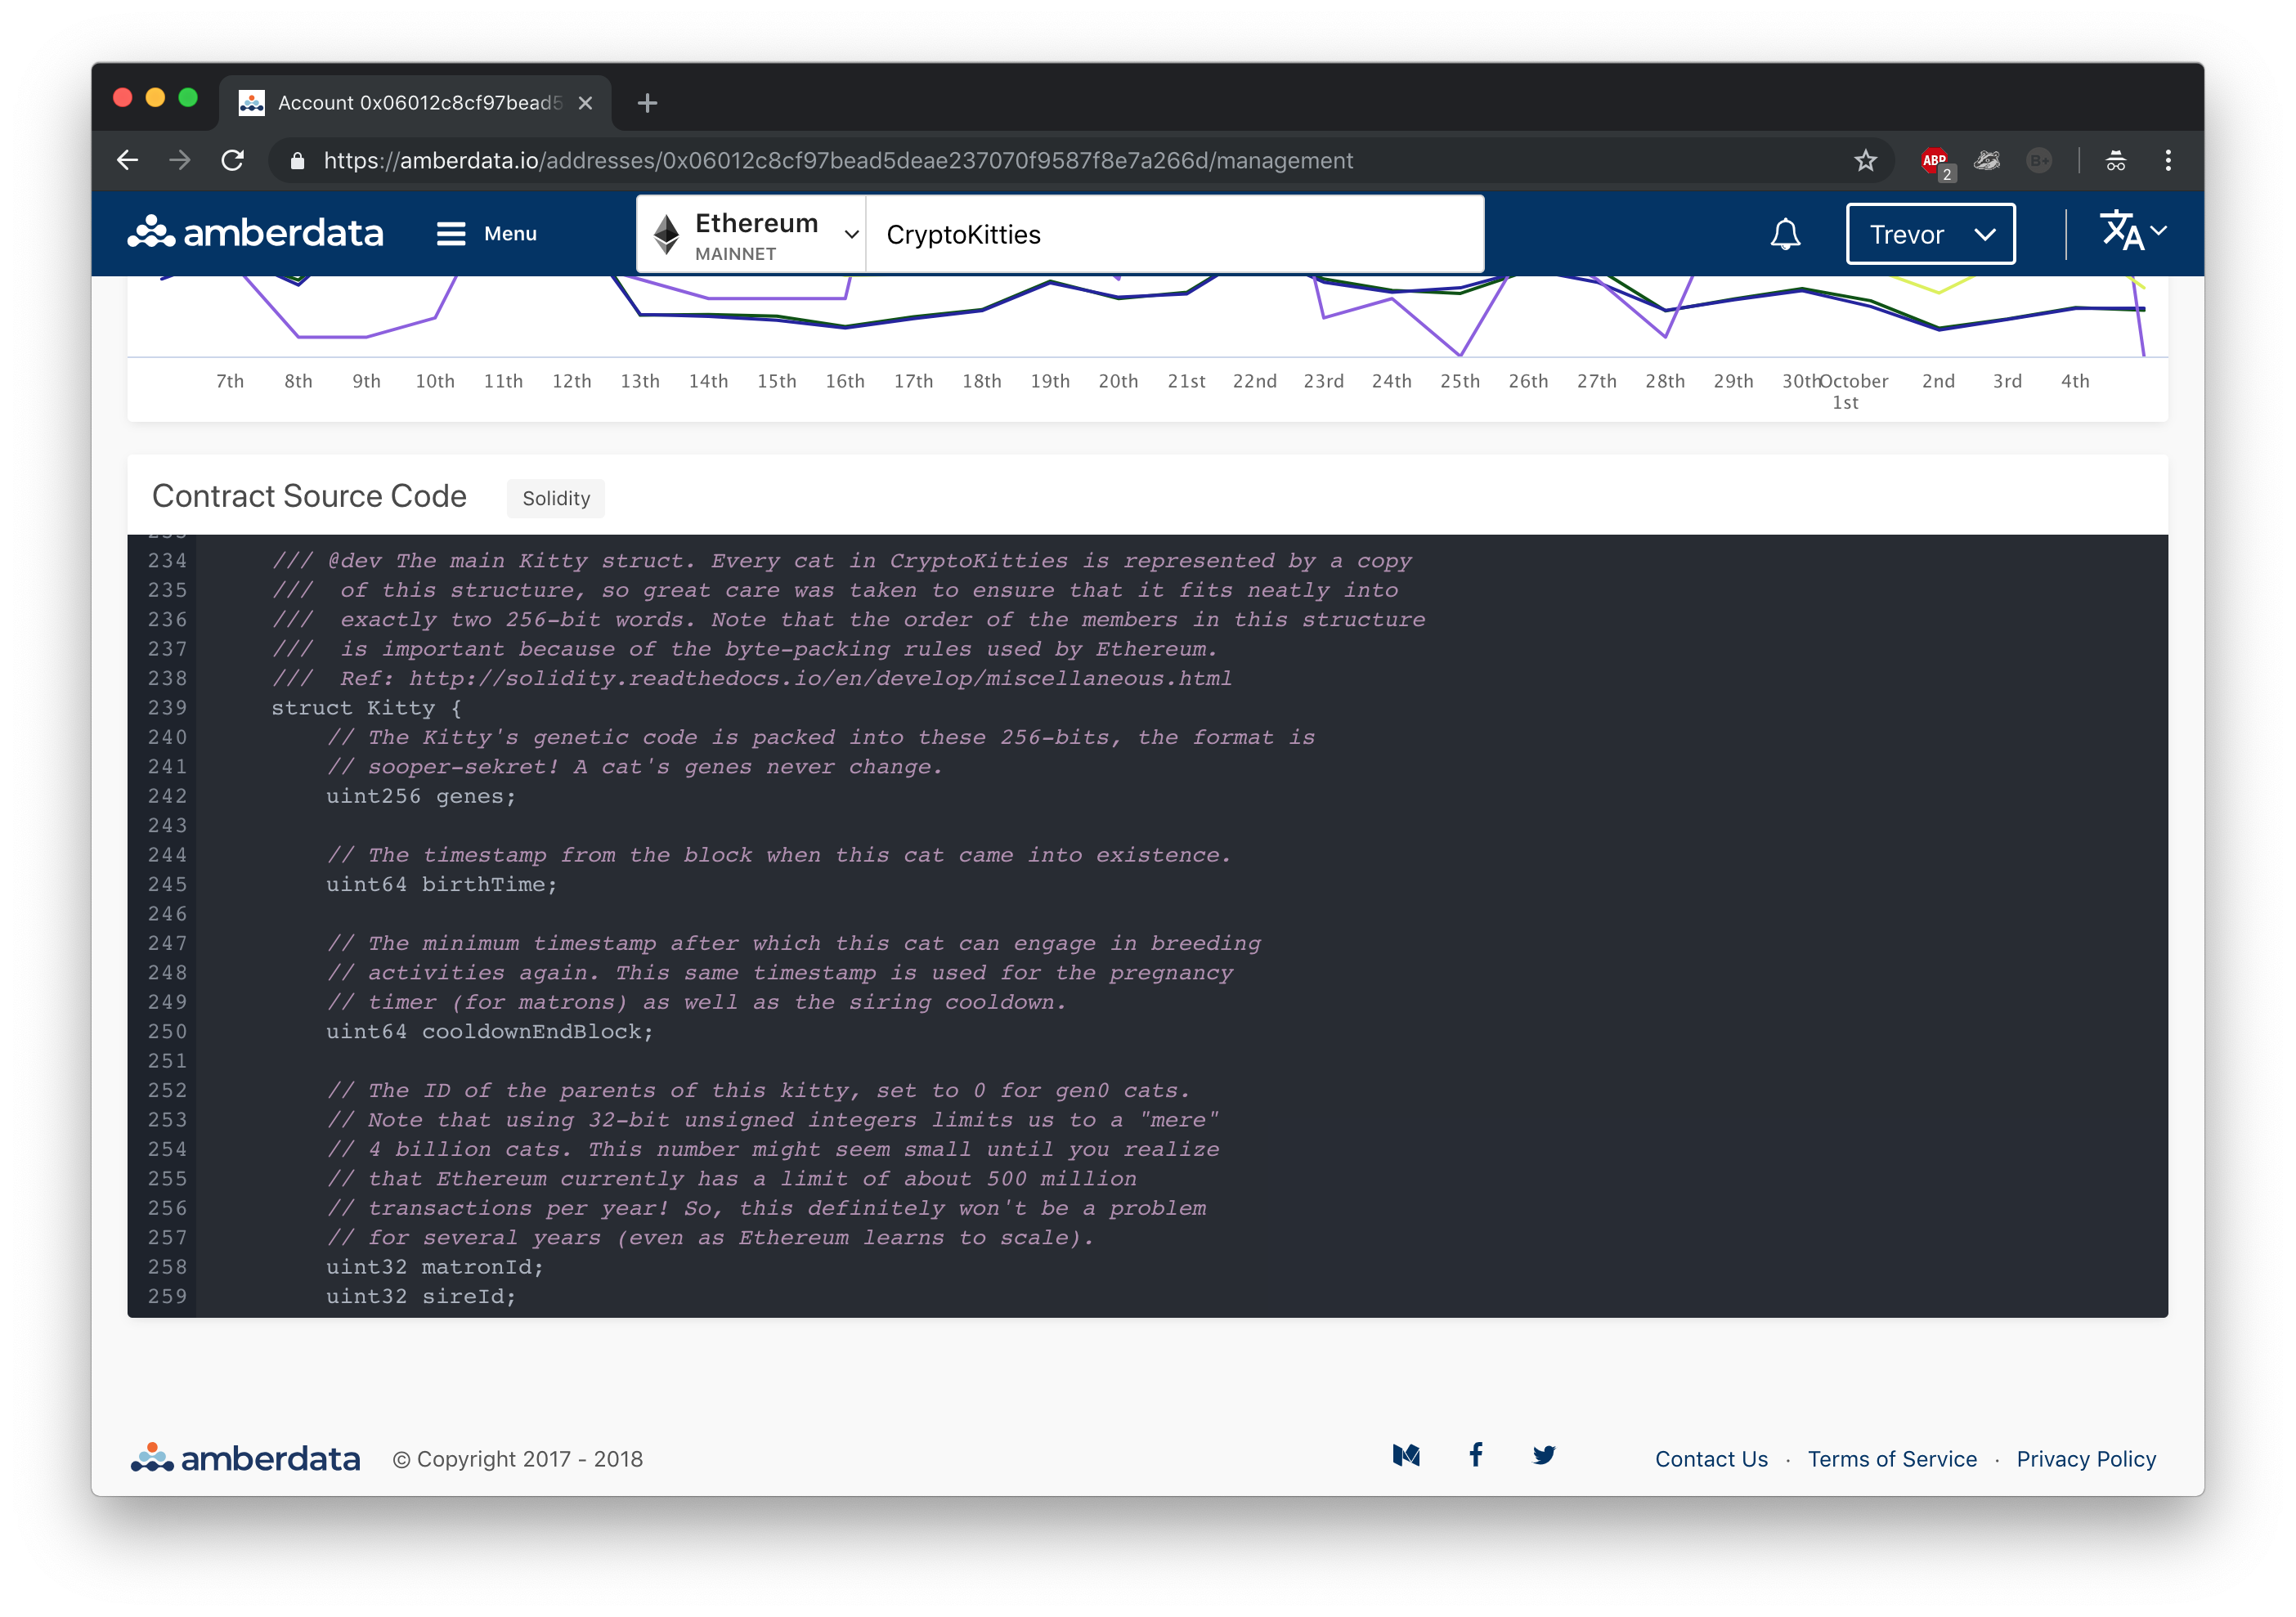 Account 0x06012c8cf97bead5
https://amberdata.io/addresses/0x06012c8cf97bead5deae237070f9587f8e7a266d/management
ABP
2
B+
amberdata
Menu
Ethereum
MAINNET
CryptoKitties
Trevor
7th 8th 9th 10th 11th 12th 13th 14th 15th 16th 17th 18th 19th 20th 21st 22nd 23rd 24th 25th 26th 27th 28th 29th 30th October 2nd 3rd 4th
1st
Contract Source Code Solidity
234 /// @dev The main Kitty struct. Every cat in CryptoKitties is represented by a copy
235 ///  of this structure, so great care was taken to ensure that it fits neatly into
236 ///  exactly two 256-bit words. Note that the order of the members in this structure
237 ///  is important because of the byte-packing rules used by Ethereum.
238 ///  Ref: http://solidity.readthedocs.io/en/develop/miscellaneous.html
239 struct Kitty {
240 // The Kitty's genetic code is packed into these 256-bits, the format is
241 // sooper-sekret! A cat's genes never change.
242 uint256 genes;
243
244 // The timestamp from the block when this cat came into existence.
245 uint64 birthTime;
246
247 // The minimum timestamp after which this cat can engage in breeding
248 // activities again. This same timestamp is used for the pregnancy
249 // timer (for matrons) as well as the siring cooldown.
250 uint64 cooldownEndBlock;
251
252 // The ID of the parents of this kitty, set to 0 for gen0 cats.
253 // Note that using 32-bit unsigned integers limits us to a "mere"
254 // 4 billion cats. This number might seem small until you realize
255 // that Ethereum currently has a limit of about 500 million
256 // transactions per year! So, this definitely won't be a problem
257 // for several years (even as Ethereum learns to scale).
258 uint32 matronId;
259 uint32 sireId;
amberdata © Copyright 2017 - 2018
Contact Us · Terms of Service · Privacy Policy